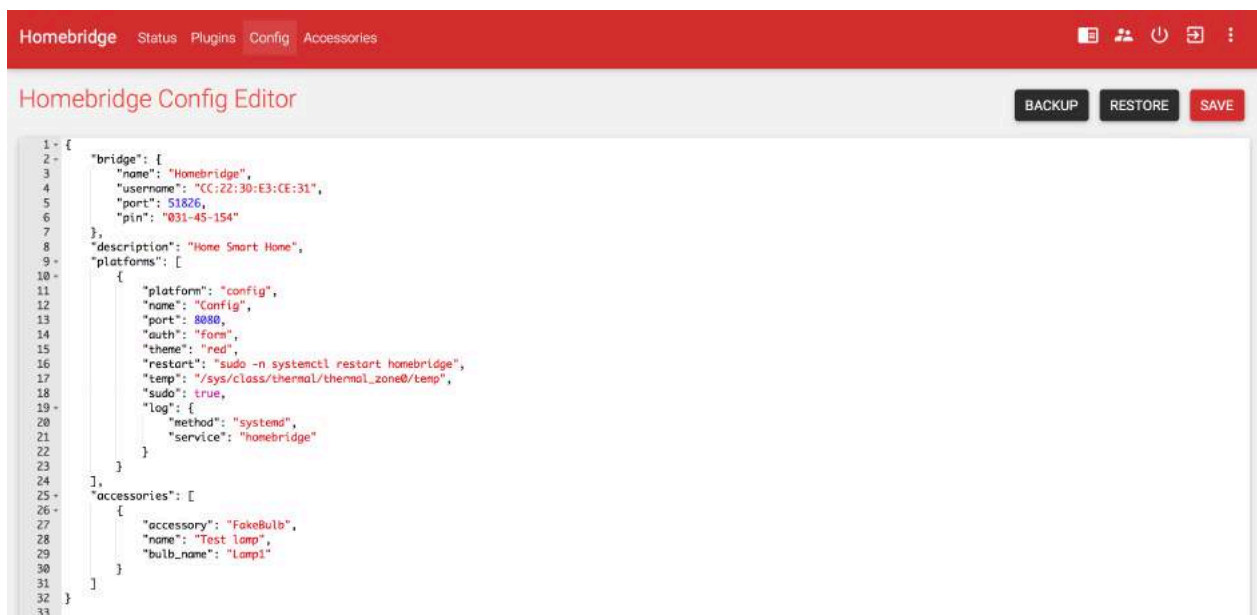 Homebridge Status Plugins Config Accessories
Homebridge Config Editor
BACKUP RESTORE SAVE
1 {
2 "bridge": {
3 "name": "Homebridge",
4 "username": "CC:22:3D:E3:CE:31",
5 "port": 51826,
6 "pin": "031-45-154"
7 },
8 "description": "Home Smart Home",
9 "platforms": [
10 {
11 "platform": "config",
12 "name": "Config",
13 "port": 8080,
14 "auth": "form",
15 "theme": "red",
16 "restart": "sudo -n systemctl restart homebridge",
17 "temp": "/sys/class/thermal/thermal_zone0/temp",
18 "sudo": true,
19 "log": {
20 "method": "systemd",
21 "service": "homebridge"
22 }
23 }
24 ],
25 "accessories": [
26 {
27 "accessory": "FakeBulb",
28 "name": "Test lamp",
29 "bulb_name": "Lamp1"
30 }
31 ]
32 }
33